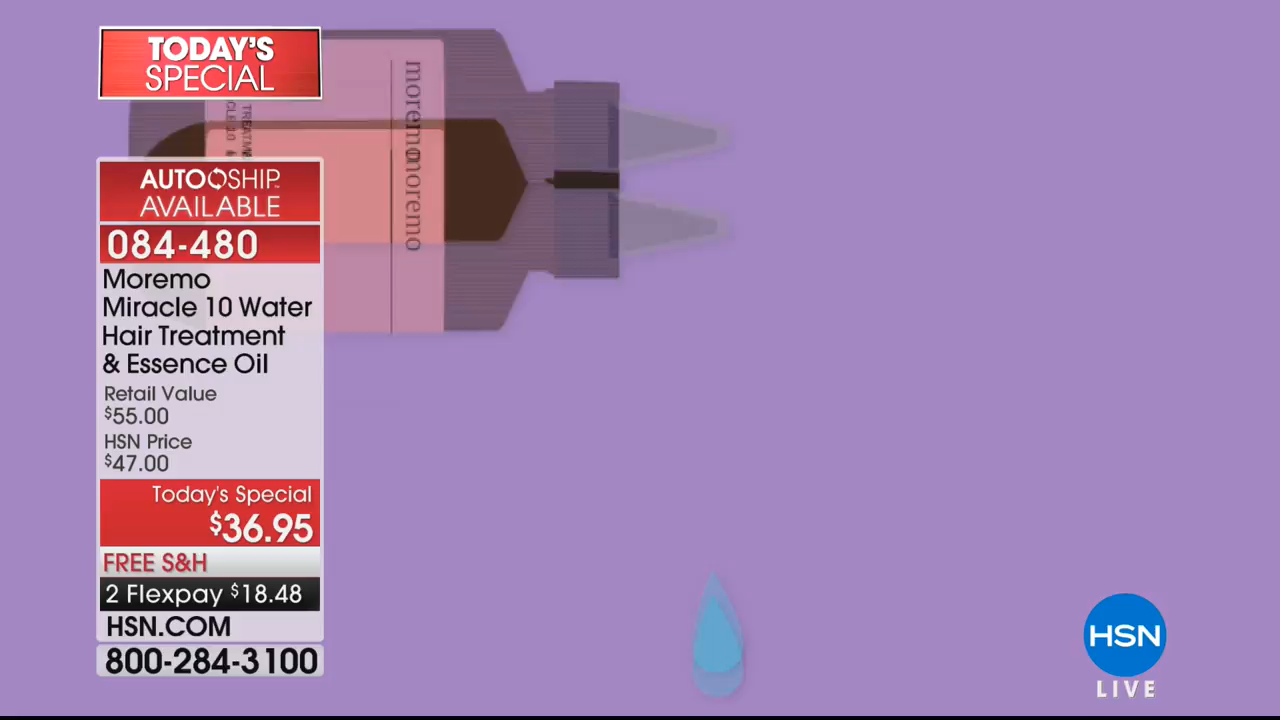 TODAY'S
SPECIAL
AUTOSHIP
AVAILABLE
084-480
Moremo
Miracle 10 Water
Hair Treatment
& Essence Oil
Retail Value
$55.00
HSN Price
$47.00
Today's Special
$36.95
FREE S&H
2 Flexpay $18.48
HSN.COM
800-284-3100
moremo
moremo
HSN
LIVE